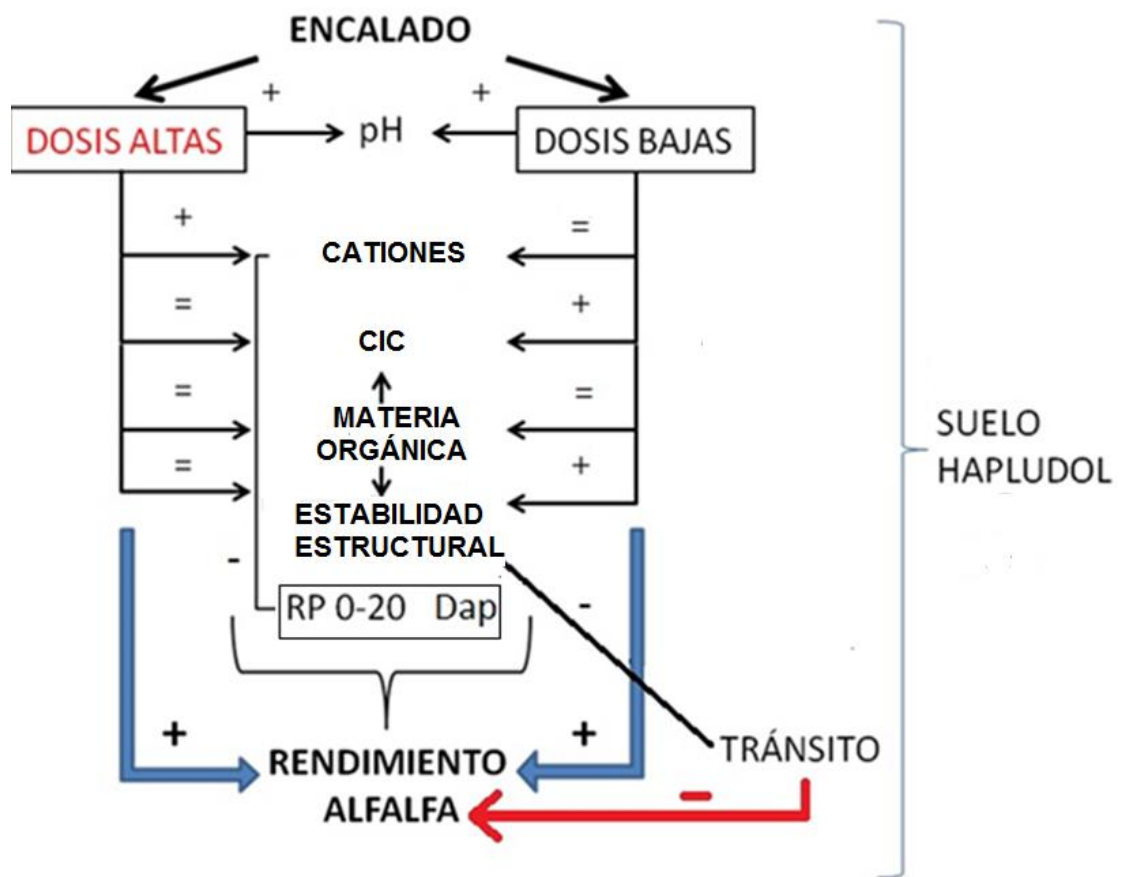 ENCALADO
+ +
DOSIS ALTAS pH DOSIS BAJAS
+ =
CATIONES
= +
CIC
= =
MATERIA
ORGÁNICA
= +
ESTABILIDAD
ESTRUCTURAL
- -
RP 0-20 Dap
SUELO
HAPLUDOL
+ +
RENDIMIENTO
ALFALFA
TRÁNSITO
-